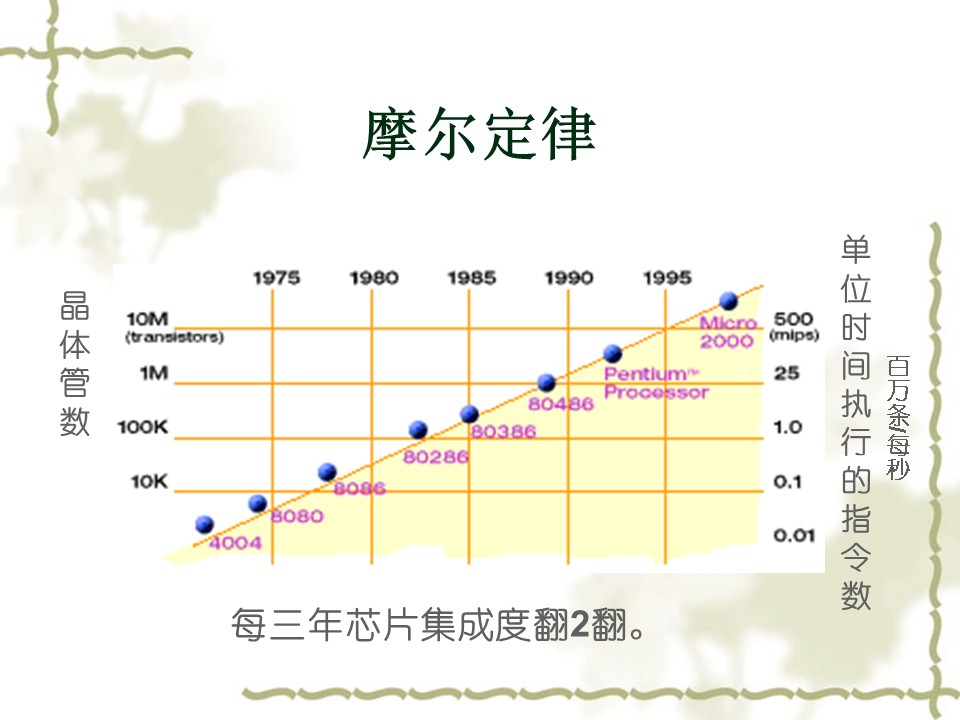 摩尔定律
1975 1980 1985 1990 1995
晶体管数
10M
(transistors)
1M
100K
10K
4004
8080
8086
80286
80386
80486
Pentium™
Processor
Micro
2000
500
(mips)
25
1.0
0.1
0.01
单位时间执行的指令数
百万条/每秒
每三年芯片集成度翻2翻。